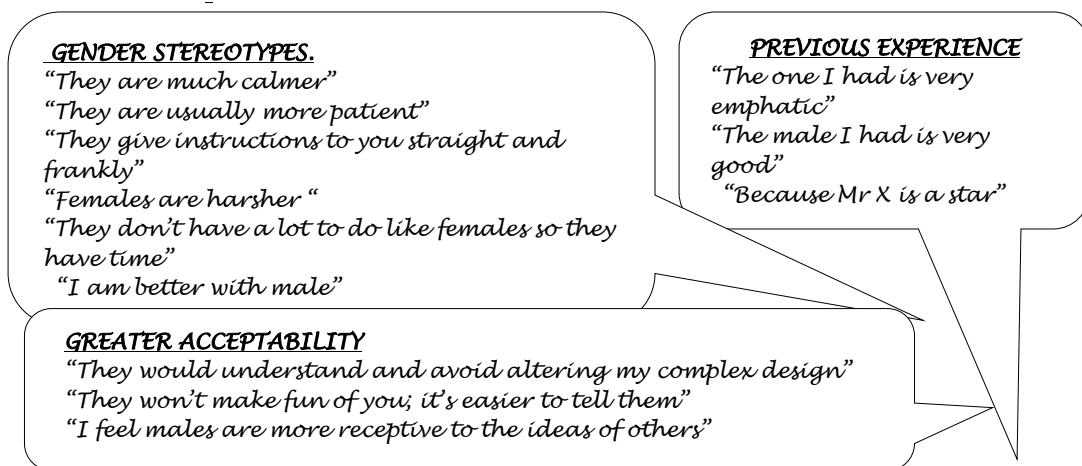 GENDER STEREOTYPES.
“They are much calmer”
“They are usually more patient”
“They give instructions to you straight and
frankly”
“Females are harsher “
“They don’t have a lot to do like females so they
have time”
“I am better with male”
PREVIOUS EXPERIENCE
“The one I had is very
emphatic”
“The male I had is very
good”
“Because Mr X is a star”
GREATER ACCEPTABILITY
“They would understand and avoid altering my complex design”
“They won’t make fun of you; it’s easier to tell them”
“I feel males are more receptive to the ideas of others”